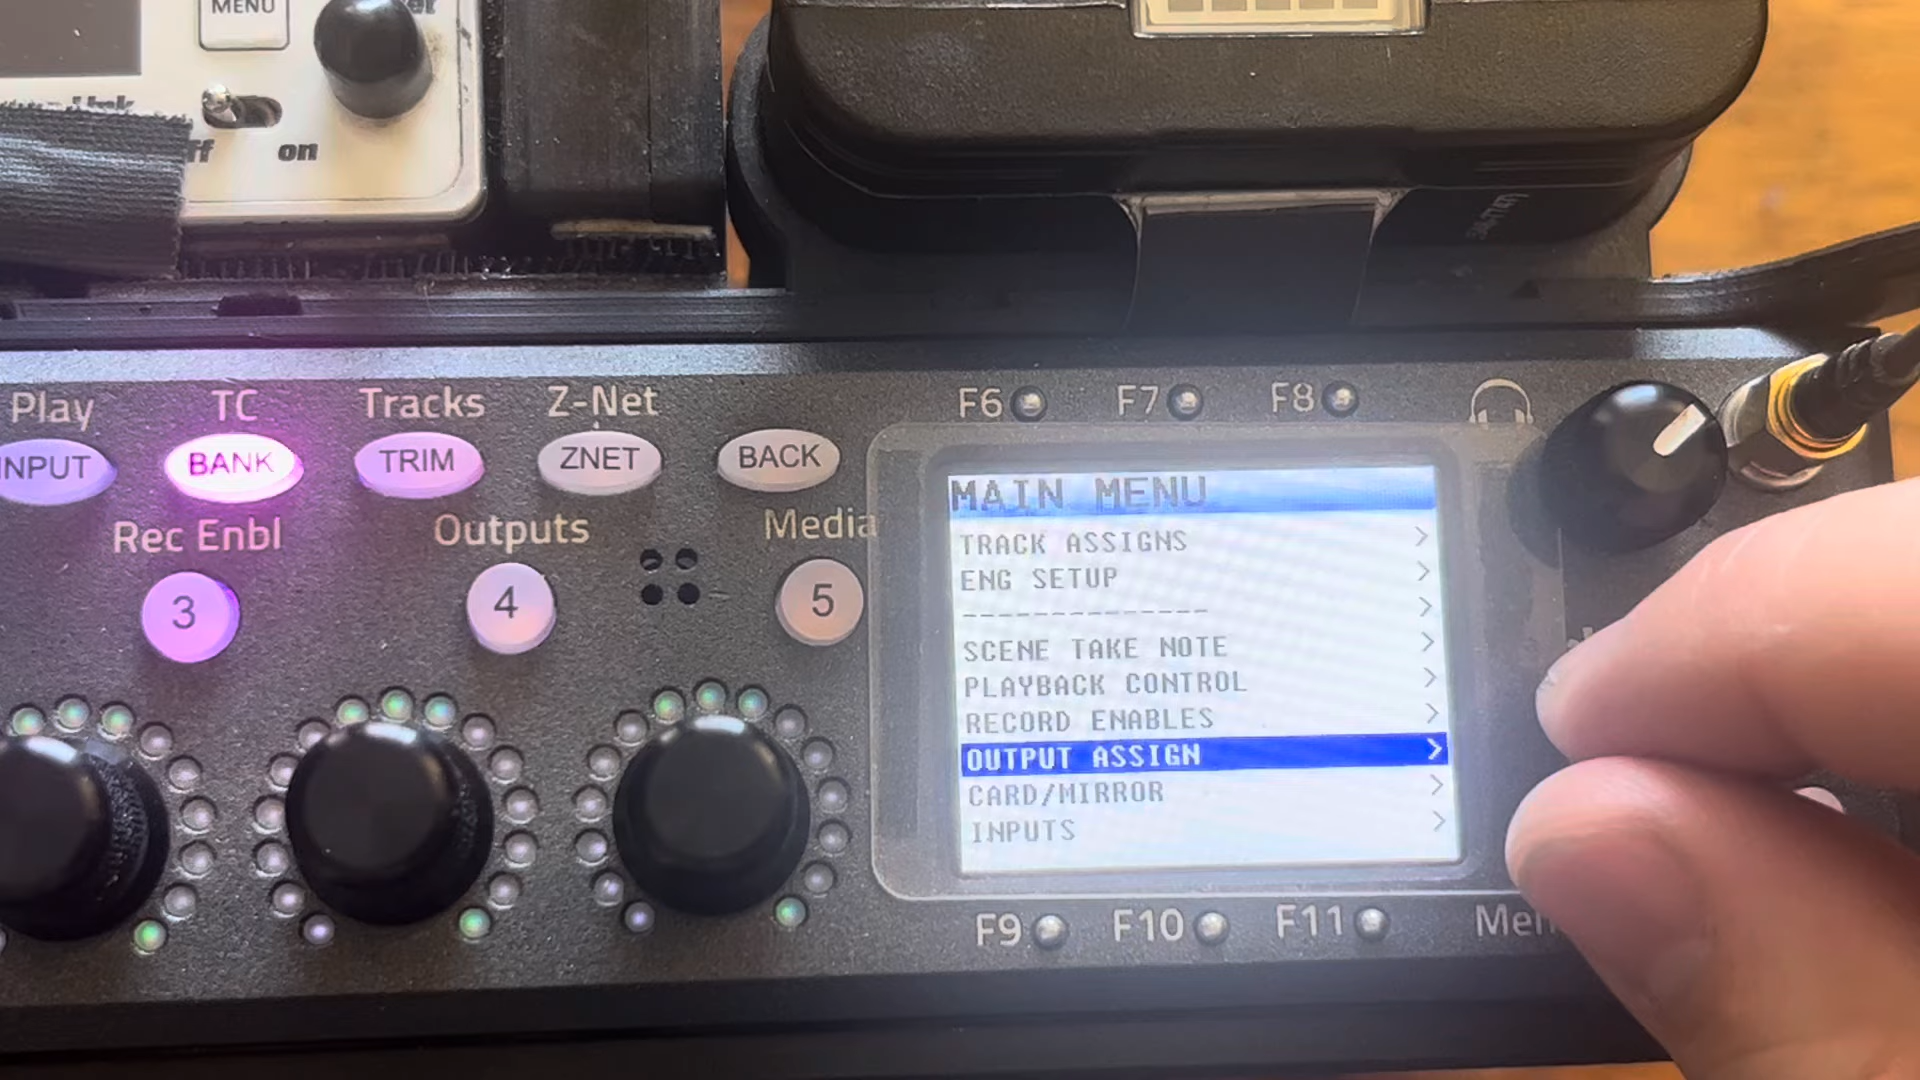 MENU
on
Play
TC
Tracks
Z-Net
INPUT
BANK
TRIM
ZNET
BACK
Rec Enbl
Outputs
Media
3
4
5
F6
F7
F8
MAIN MENU
TRACK ASSIGNS >
ENG SETUP >
-------------- >
SCENE TAKE NOTE >
PLAYBACK CONTROL >
RECORD ENABLES >
OUTPUT ASSIGN >
CARD/MIRROR >
INPUTS >
F9
F10
F11
Men